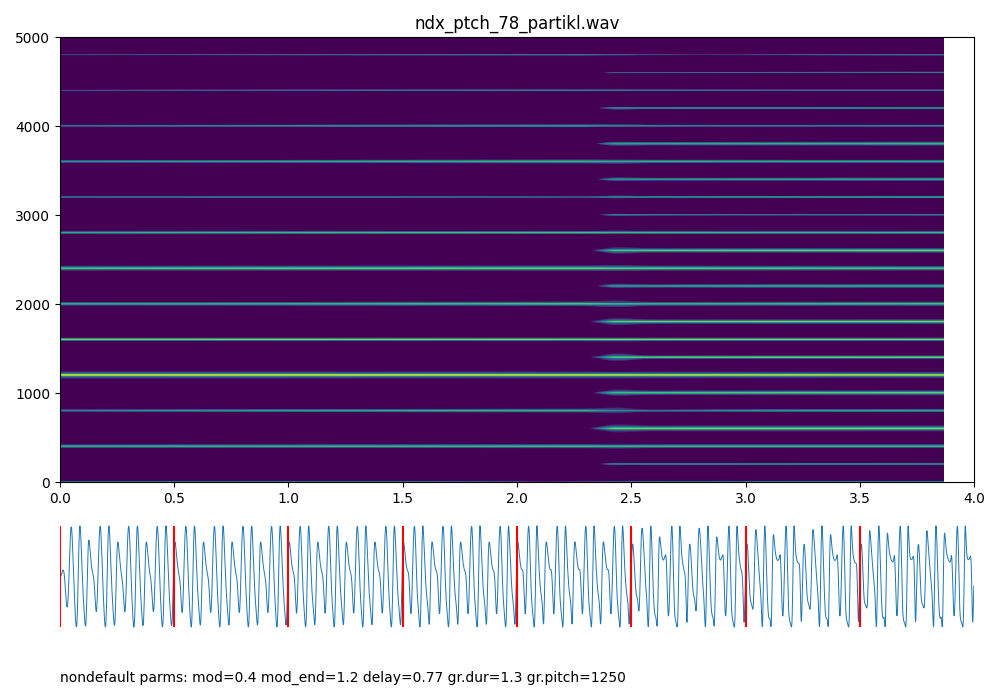 ndx_ptch_78_partikl.wav
5000
4000
3000
2000
1000
0
0.0 0.5 1.0 1.5 2.0 2.5 3.0 3.5 4.0
nondefault parms: mod=0.4 mod_end=1.2 delay=0.77 gr.dur=1.3 gr.pitch=1250